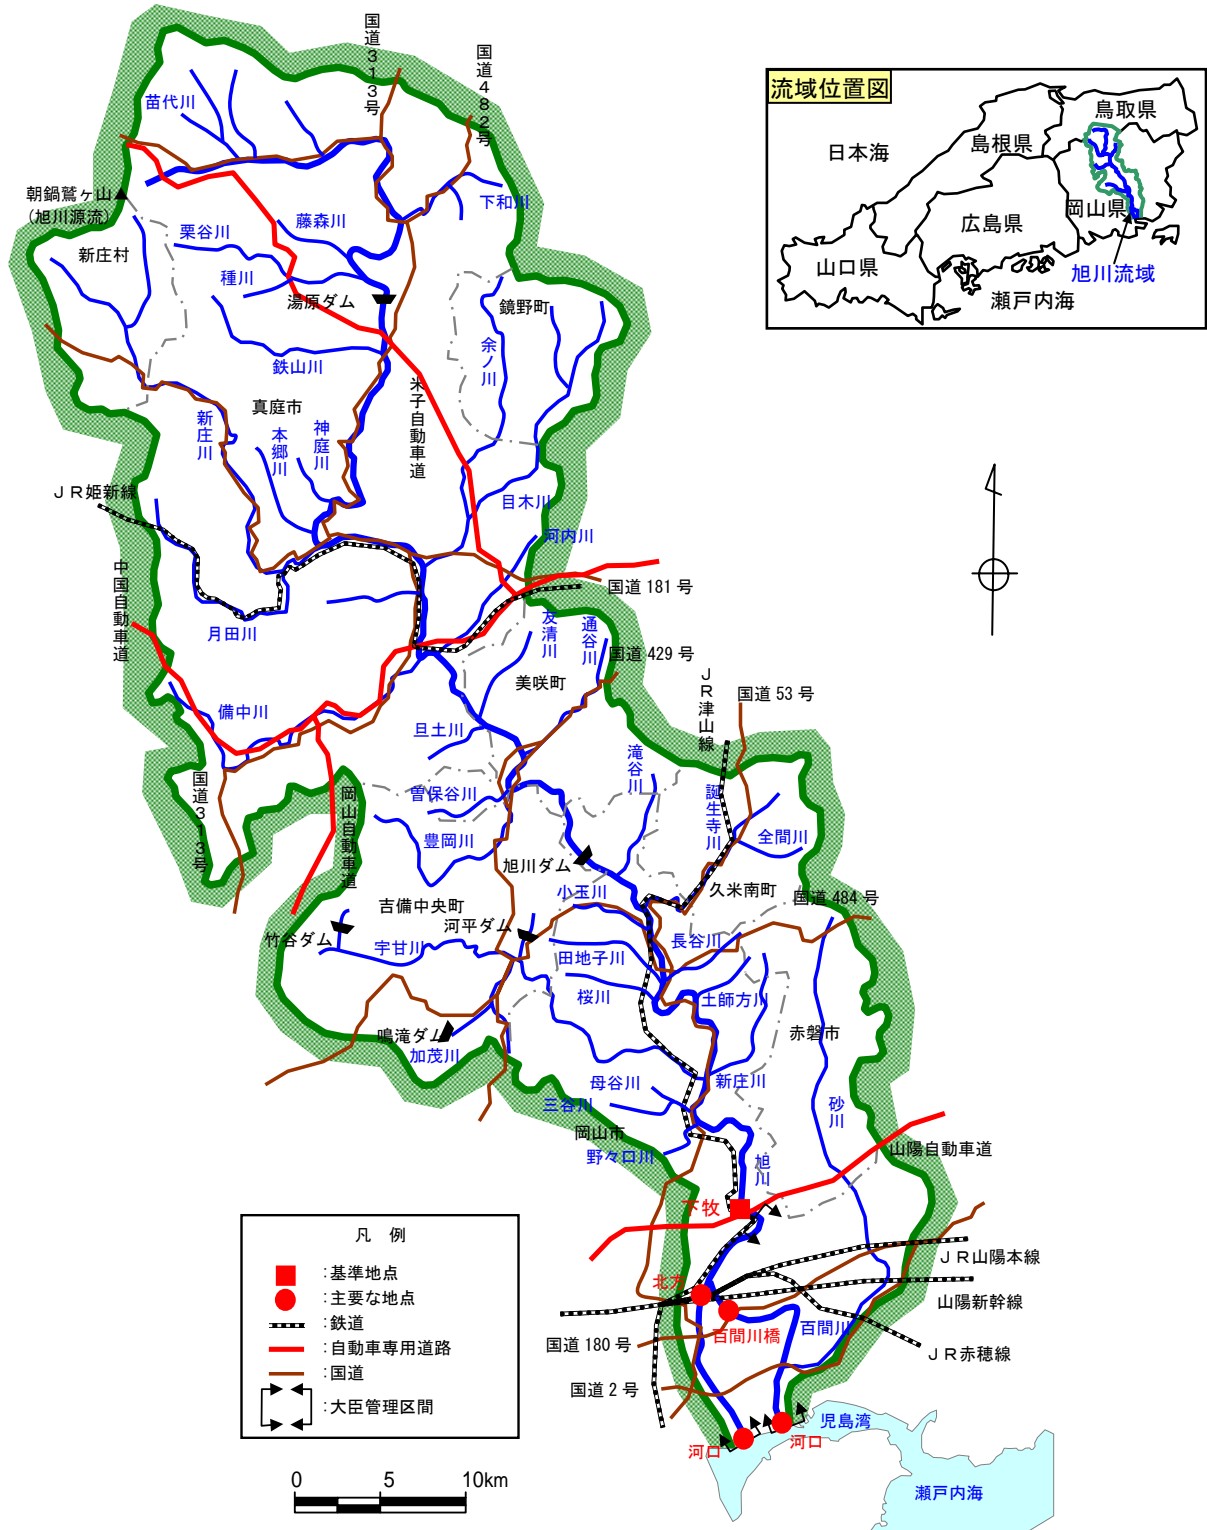 国道313号
国道482号
苗代川
朝鍋鷲ヶ山
(旭川源流)
下和川
藤森川
栗谷川
新庄村
種川
湯原ダム
鏡野町
余ノ川
鉄山川
米子自動車道
真庭市
新庄川
本郷川
神庭川
JR姫新線
目木川
河内川
中国自動車道
国道181号
月田川
友清川
通谷川
国道429号
美咲町
JR津山線
国道53号
備中川
旦土川
滝谷川
国道313号
岡山自動車道
曽保谷川
誕生寺川
豊岡川
全間川
旭川ダム
小玉川
久米南町
国道484号
吉備中央町
河平ダム
竹谷ダム
宇甘川
長谷川
田地子川
桜川
土師方川
鳴滝ダム
赤磐市
加茂川
母谷川
新庄川
三谷川
砂川
岡山市
野々口川
旭川
山陽自動車道
下牧
JR山陽本線
北方
山陽新幹線
百間川橋
百間川
国道180号
JR赤穂線
国道2号
児島湾
河口
河口
瀬戸内海
流域位置図
鳥取県
島根県
日本海
岡山県
広島県
山口県
旭川流域
瀬戸内海
凡 例
:基準地点
:主要な地点
:鉄道
:自動車専用道路
:国道
:大臣管理区間
0 5 10km